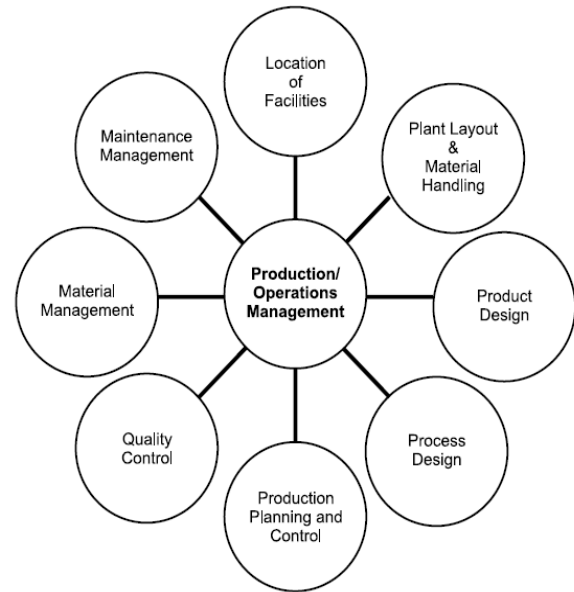 Location
of
Facilities
Plant Layout
&
Material
Handling
Product
Design
Process
Design
Production
Planning and
Control
Quality
Control
Material
Management
Maintenance
Management
Production/
Operations
Management